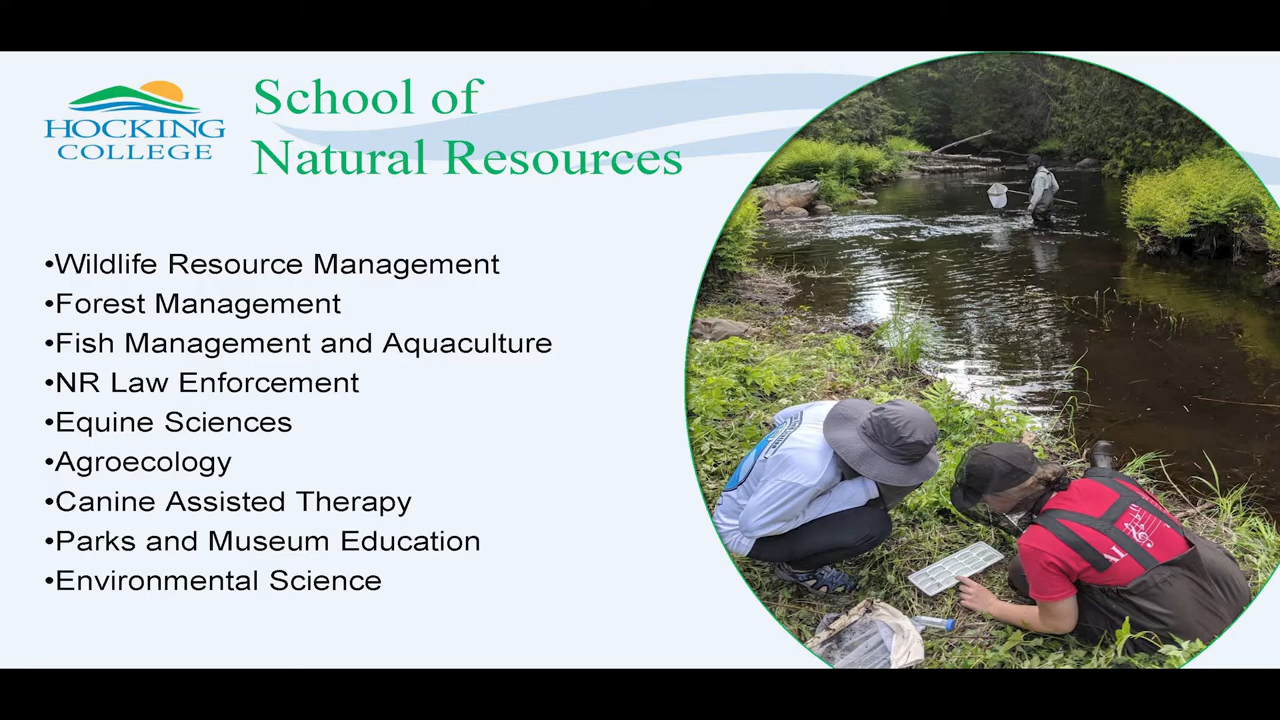 HOCKING
COLLEGE
School of
Natural Resources
•Wildlife Resource Management
•Forest Management
•Fish Management and Aquaculture
•NR Law Enforcement
•Equine Sciences
•Agroecology
•Canine Assisted Therapy
•Parks and Museum Education
•Environmental Science